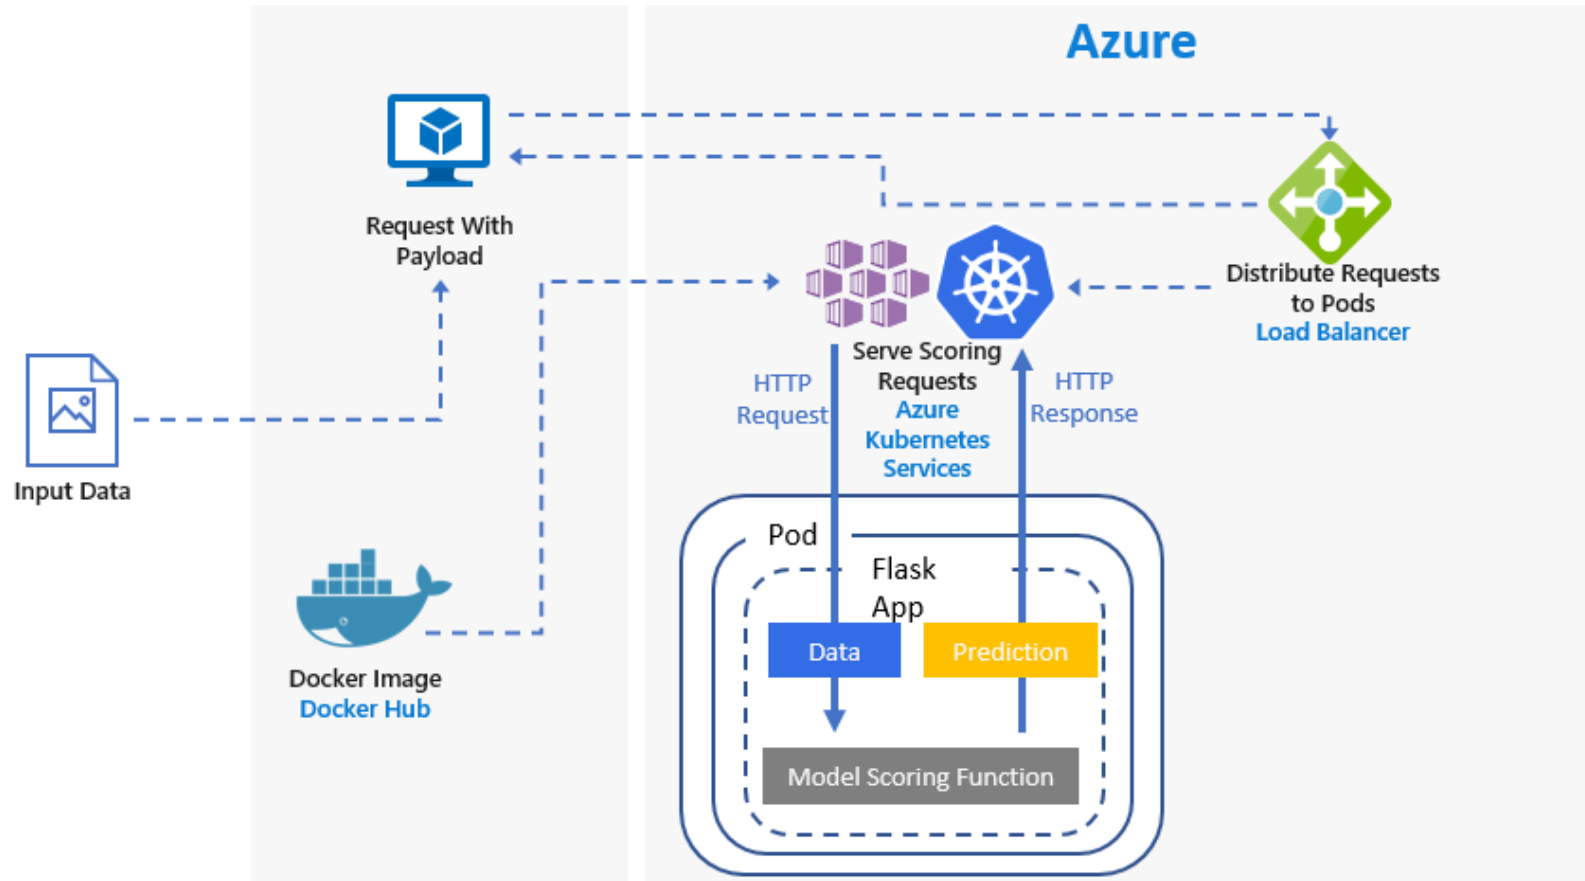 Azure
Request With
Payload
Distribute Requests
to Pods
Load Balancer
Serve Scoring
Requests
Azure
Kubernetes
Services
HTTP
Request
HTTP
Response
Input Data
Pod
Flask
App
Data
Prediction
Model Scoring Function
Docker Image
Docker Hub